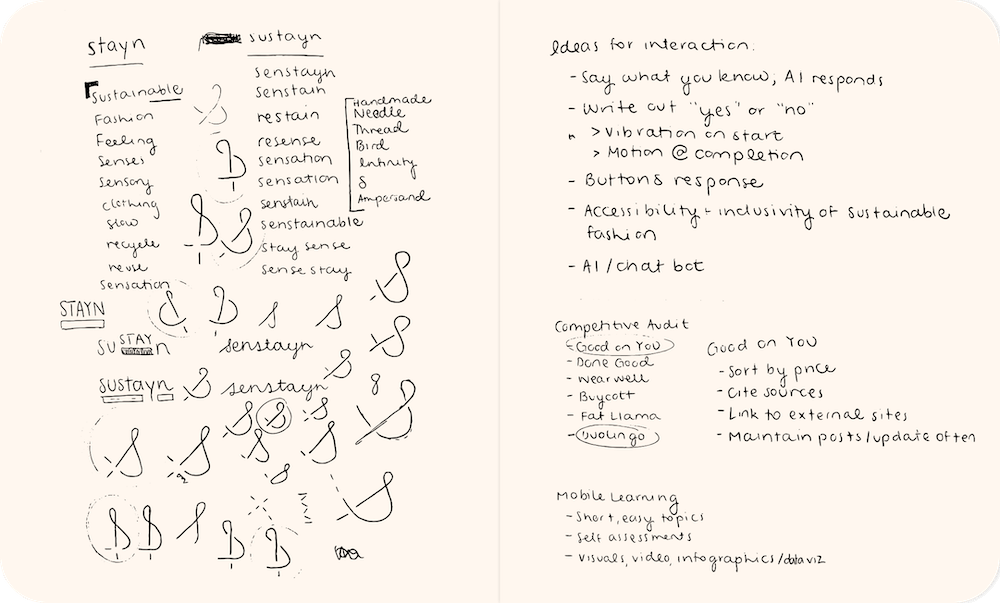 stayn
sustayn
Sustainable
Fashion
Feeling
Senses
Sensory
clothing
slow
recycle
reuse
Sensation
senstayn
senstain
restain
resense
sensation
sensation
senstain
senstainable
stay sense
sense stay
Handmade
Needle
Thread
Bird
Infinity
8
Ampersand
STAYN
SUSTAYN
senstayn
sustayn
senstayn
8
Ideas for interaction.
- Say what you know, AI responds
- Write out "yes" or "no"
> Vibration on start
> Motion @ completion
- Buttons response
- Accessibility + inclusivity of sustainable
fashion
- AI/chat bot
Competitive Audit
- Good on You
- Done Good
- Wearwell
- Buycott
- Fat Llama
- Duolingo
Good on You
- Sort by price
- Cite sources
- Link to external sites
- Maintain posts/update often
Mobile Learning
- Short, easy topics
- Self assessments
- Visuals, video, infographics/data viz